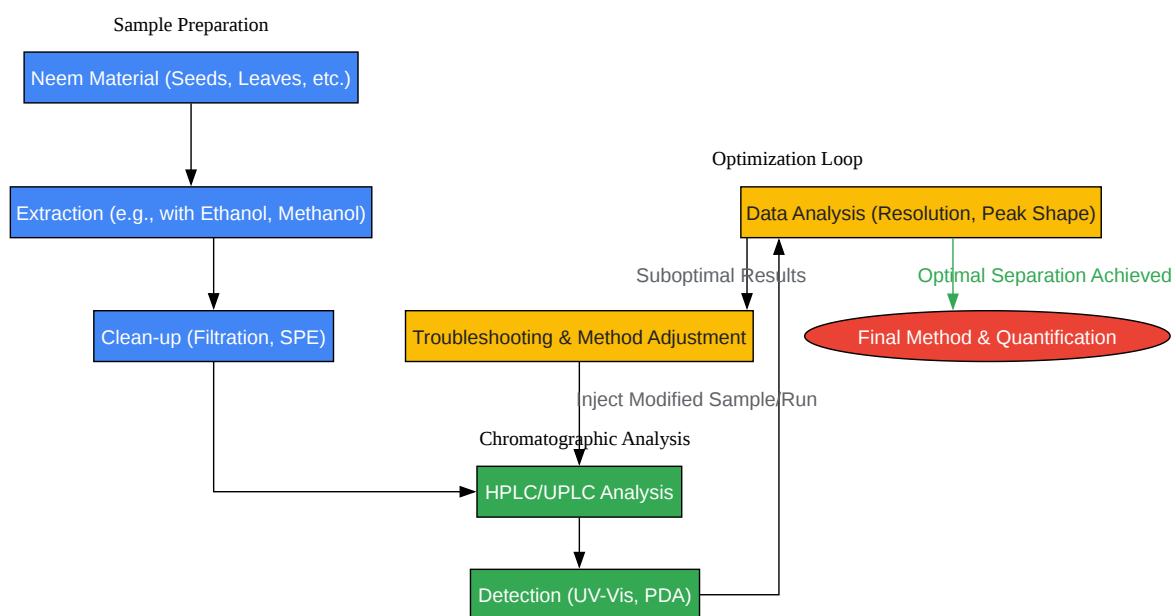 Sample Preparation
Neem Material (Seeds, Leaves, etc.)
Optimization Loop
Extraction (e.g., with Ethanol, Methanol)
Data Analysis (Resolution, Peak Shape)
Suboptimal Results
Optimal Separation Achieved
Clean-up (Filtration, SPE)
Troubleshooting & Method Adjustment
Final Method & Quantification
Inject Modified Sample/Run
Chromatographic Analysis
HPLC/UPLC Analysis
Detection (UV-Vis, PDA)